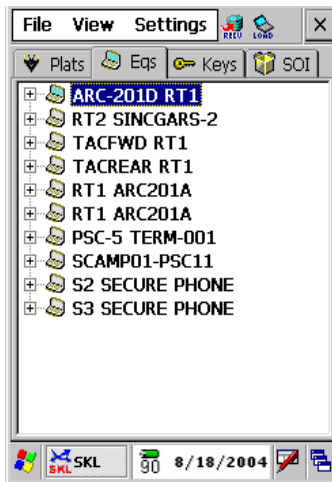 File View Settings RECV LOAD X
Plats Eqs Keys SOI
ARC-201D RT1
RT2 SINCGARS-2
TACFWD RT1
TACREAR RT1
RT1 ARC201A
RT1 ARC201A
PSC-5 TERM-001
SCAMP01-PSC11
S2 SECURE PHONE
S3 SECURE PHONE
SKL SKL 90 8/18/2004